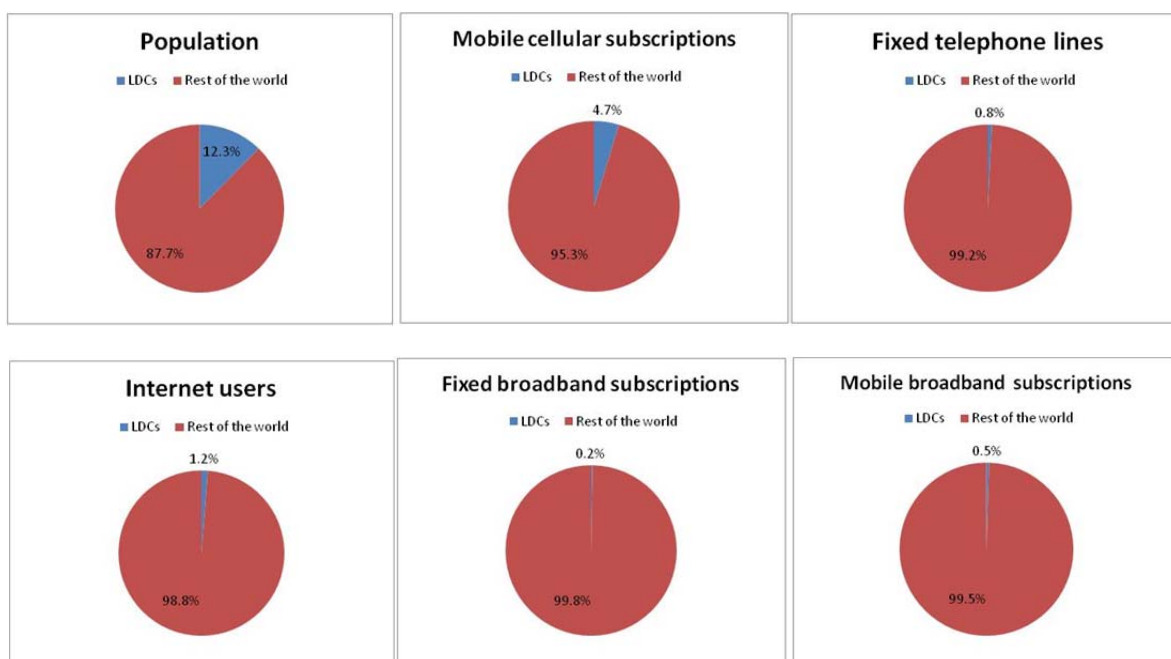 Population
LDCs Rest of the world
12.3%
87.7%
Mobile cellular subscriptions
LDCs Rest of the world
4.7%
95.3%
Fixed telephone lines
LDCs Rest of the world
0.8%
99.2%
Internet users
LDCs Rest of the world
1.2%
98.8%
Fixed broadband subscriptions
LDCs Rest of the world
0.2%
99.8%
Mobile broadband subscriptions
LDCs Rest of the world
0.5%
99.5%